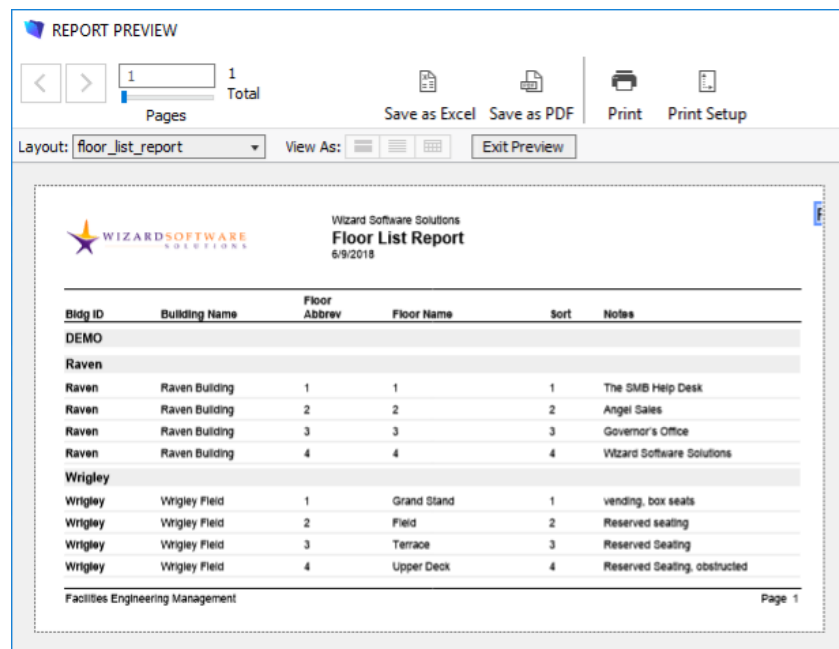 REPORT PREVIEW
1
1
Total
Pages
Save as Excel Save as PDF Print Print Setup
Layout: floor_list_report View As: Exit Preview
WIZARDSOFTWARE
SOLUTIONS
Wizard Software Solutions
Floor List Report
6/9/2018
Floor
Bldg ID Building Name Abbrev Floor Name Sort Notes
DEMO
Raven
Raven Raven Building 1 1 1 The SMB Help Desk
Raven Raven Building 2 2 2 Angel Sales
Raven Raven Building 3 3 3 Governor's Office
Raven Raven Building 4 4 4 Wizard Software Solutions
Wrigley
Wrigley Wrigley Field 1 Grand Stand 1 vending, box seats
Wrigley Wrigley Field 2 Field 2 Reserved seating
Wrigley Wrigley Field 3 Terrace 3 Reserved Seating
Wrigley Wrigley Field 4 Upper Deck 4 Reserved Seating, obstructed
Facilities Engineering Management Page 1